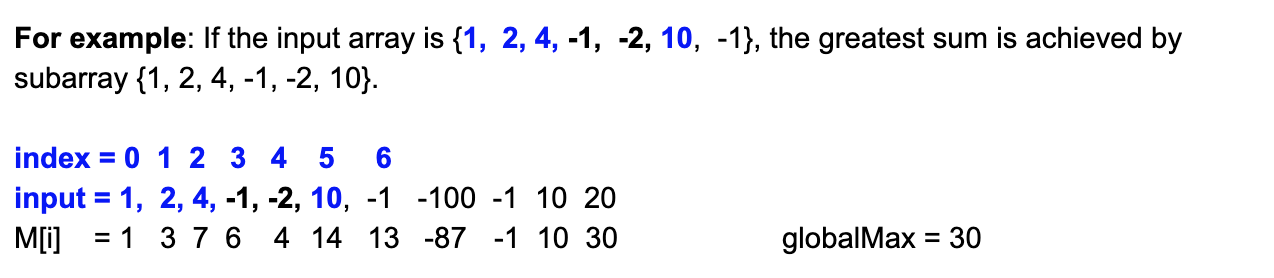 For example: If the input array is {1, 2, 4, -1, -2, 10, -1}, the greatest sum is achieved by
subarray {1, 2, 4, -1, -2, 10}.
index = 0 1 2 3 4 5 6
input = 1, 2, 4, -1, -2, 10, -1 -100 -1 10 20
M[i] = 1 3 7 6 4 14 13 -87 -1 10 30 globalMax = 30